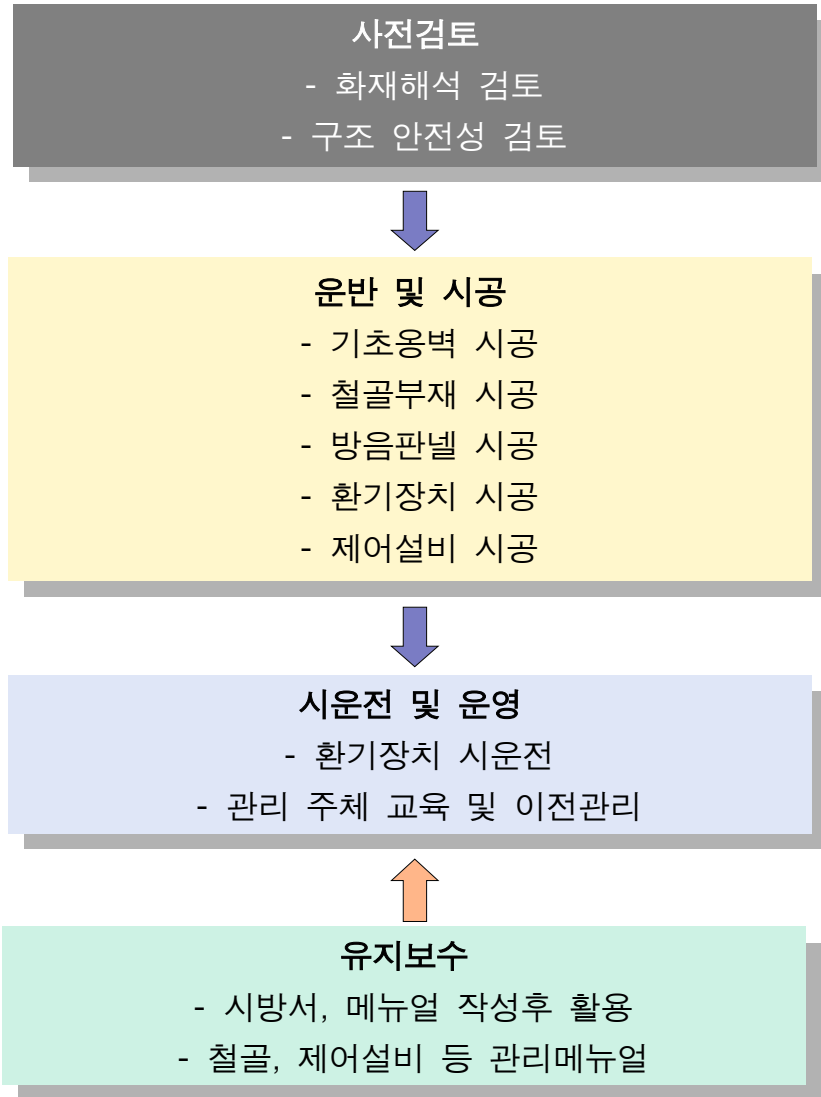 사전검토
- 화재해석 검토
- 구조 안전성 검토
운반 및 시공
- 기초옹벽 시공
- 철골부재 시공
- 방음판넬 시공
- 환기장치 시공
- 제어설비 시공
시운전 및 운영
- 환기장치 시운전
- 관리 주체 교육 및 이전관리
유지보수
- 시방서, 메뉴얼 작성후 활용
- 철골, 제어설비 등 관리메뉴얼